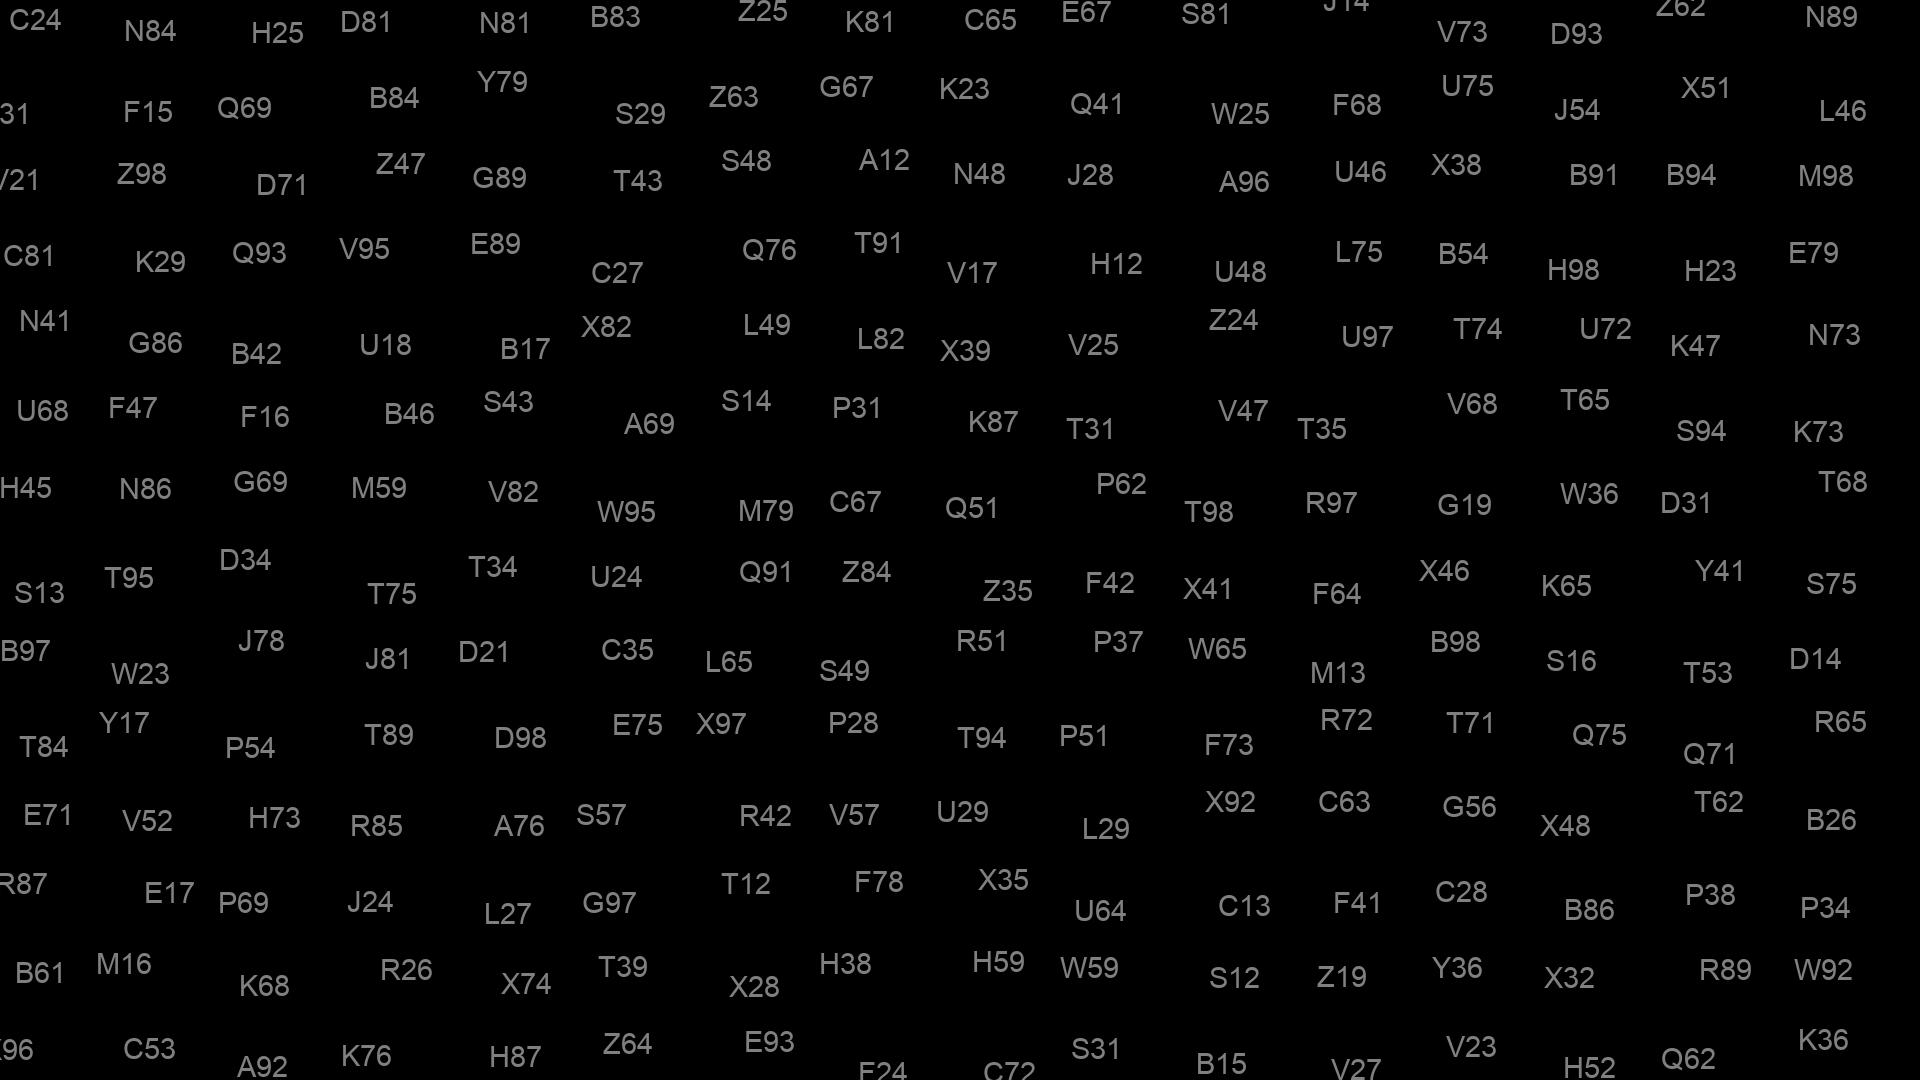 C24 N84 H25 D81 N81 B83 Z25 K81 C65 E67 S81 J14 V73 D93 Z62 N89
31 F15 Q69 B84 Y79 S29 Z63 G67 K23 Q41 W25 F68 U75 J54 X51 L46
V21 Z98 D71 Z47 G89 T43 S48 A12 N48 J28 A96 U46 X38 B91 B94 M98
C81 K29 Q93 V95 E89 C27 Q76 T91 V17 H12 U48 L75 B54 H98 H23 E79
N41 G86 B42 U18 B17 X82 L49 L82 X39 V25 Z24 U97 T74 U72 K47 N73
U68 F47 F16 B46 S43 A69 S14 P31 K87 T31 V47 T35 V68 T65 S94 K73
H45 N86 G69 M59 V82 W95 M79 C67 Q51 P62 T98 R97 G19 W36 D31 T68
S13 T95 D34 T75 T34 U24 Q91 Z84 Z35 F42 X41 F64 X46 K65 Y41 S75
B97 W23 J78 J81 D21 C35 L65 S49 R51 P37 W65 M13 B98 S16 T53 D14
T84 Y17 P54 T89 D98 E75 X97 P28 T94 P51 F73 R72 T71 Q75 Q71 R65
E71 V52 H73 R85 A76 S57 R42 V57 U29 L29 X92 C63 G56 X48 T62 B26
R87 E17 P69 J24 L27 G97 T12 F78 X35 U64 C13 F41 C28 B86 P38 P34
B61 M16 K68 R26 X74 T39 X28 H38 H59 W59 S12 Z19 Y36 X32 R89 W92
96 C53 A92 K76 H87 Z64 E93 F24 C72 S31 B15 V27 V23 H52 Q62 K36